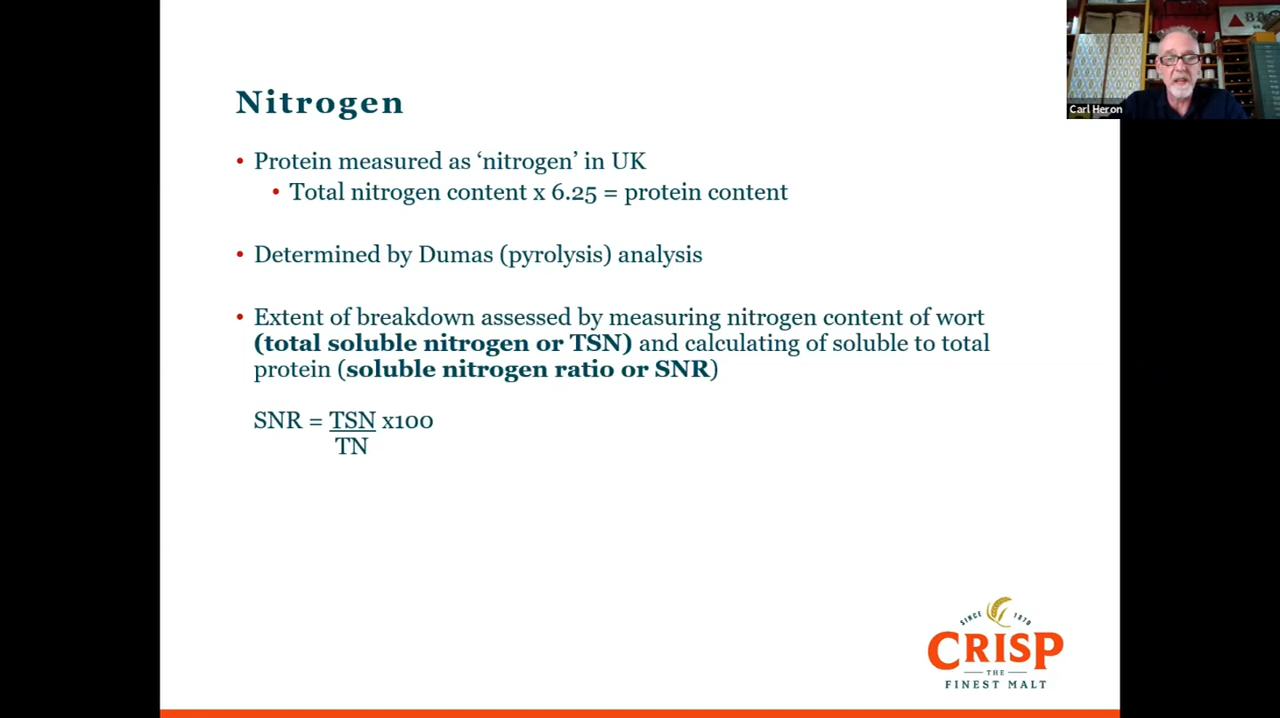 Nitrogen
• Protein measured as ‘nitrogen’ in UK
• Total nitrogen content x 6.25 = protein content
• Determined by Dumas (pyrolysis) analysis
• Extent of breakdown assessed by measuring nitrogen content of wort
(total soluble nitrogen or TSN) and calculating of soluble to total
protein (soluble nitrogen ratio or SNR)
SNR = TSN x100
TN
Carl Heron
SINCE 1870
CRISP
THE
FINEST MALT